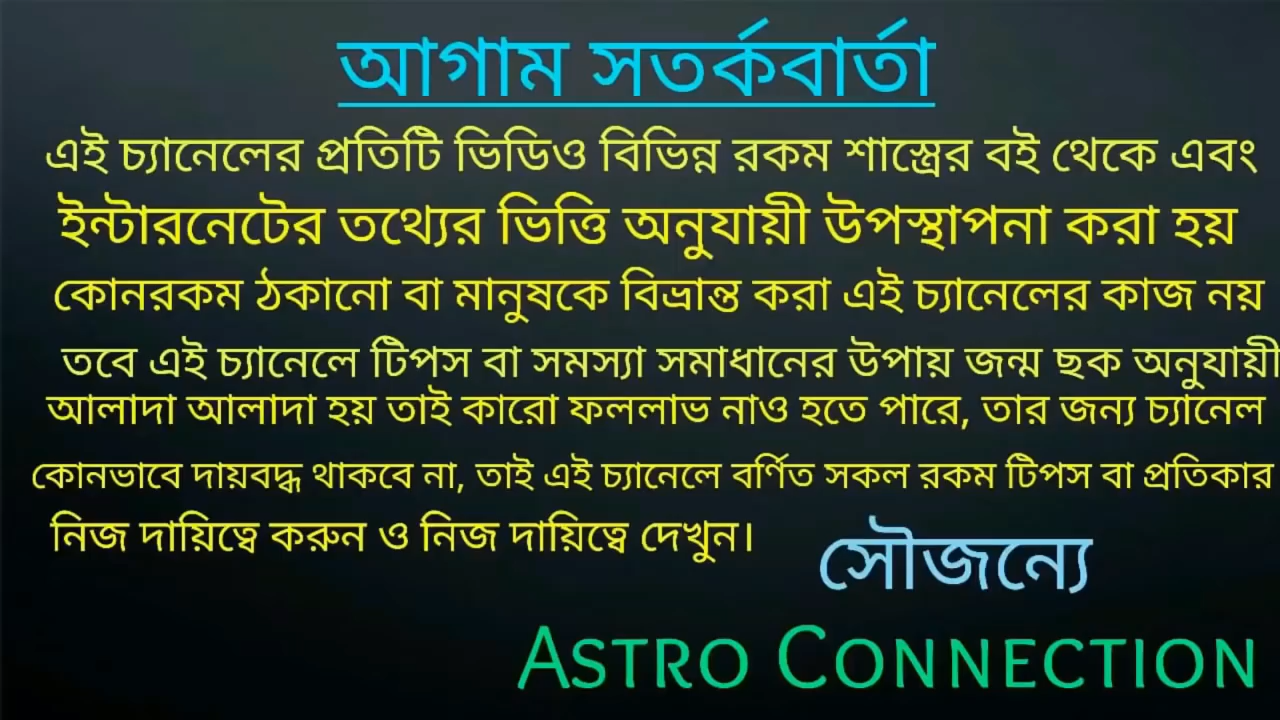 আগাম সতর্কবার্তা
এই চ্যানেলের প্রতিটি ভিডিও বিভিন্ন রকম শাস্ত্রের বই থেকে এবং
ইন্টারনেটের তথ্যের ভিত্তি অনুযায়ী উপস্থাপনা করা হয়
কোনরকম ঠকানো বা মানুষকে বিভ্রান্ত করা এই চ্যানেলের কাজ নয়
তবে এই চ্যানেলে টিপস বা সমস্যা সমাধানের উপায় জন্ম ছক অনুযায়ী
আলাদা আলাদা হয় তাই কারো ফললাভ নাও হতে পারে, তার জন্য চ্যানেল
কোনভাবে দায়বদ্ধ থাকবে না, তাই এই চ্যানেলে বর্ণিত সকল রকম টিপস বা প্রতিকার
নিজ দায়িত্বে করুন ও নিজ দায়িত্বে দেখুন।
সৌজন্যে
ASTRO CONNECTION